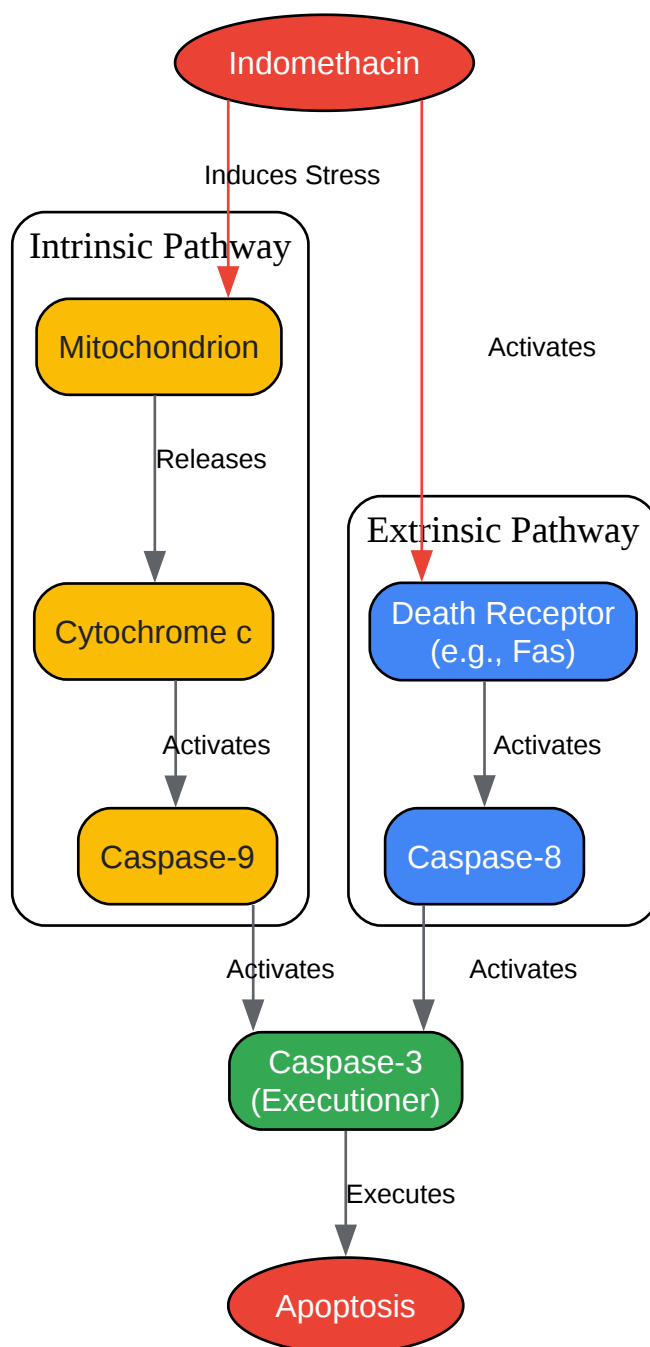 Indomethacin
Induces Stress
Intrinsic Pathway
Mitochondrion
Activates
Releases
Extrinsic Pathway
Cytochrome c
Death Receptor
(e.g., Fas)
Activates
Activates
Caspase-9
Caspase-8
Activates
Activates
Caspase-3
(Executioner)
Executes
Apoptosis